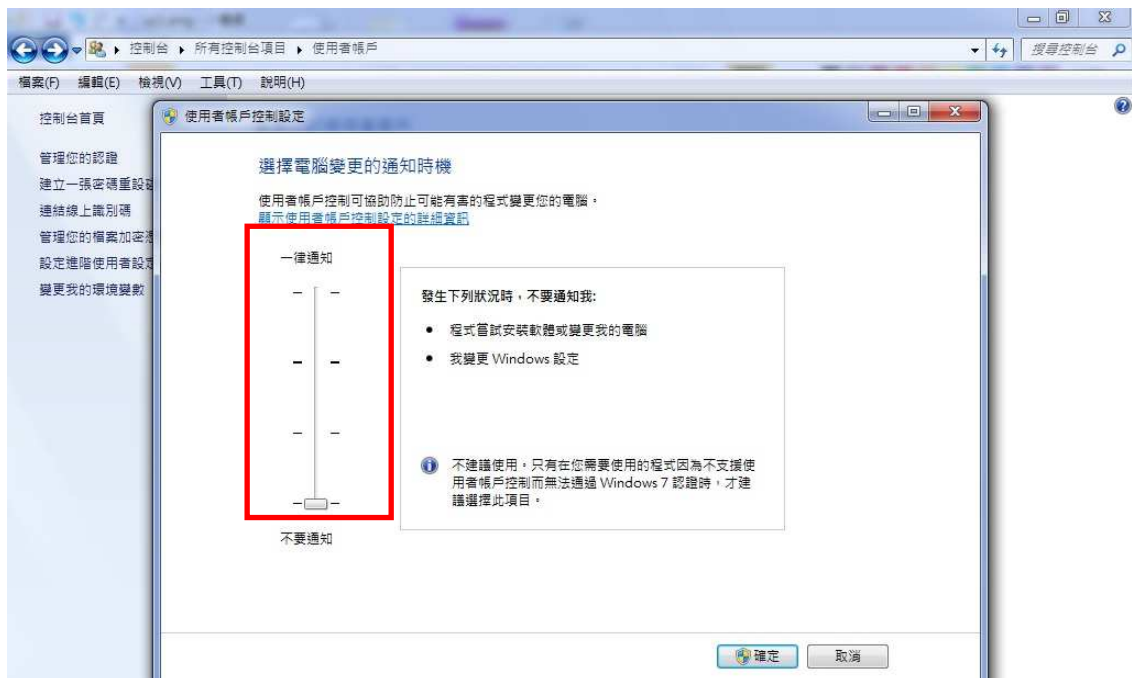 控制台 ▸ 所有控制台項目 ▸ 使用者帳戶
搜尋控制台
檔案(F) 編輯(E) 檢視(V) 工具(T) 說明(H)
控制台首頁
管理您的認證
建立一張密碼重設
連結線上識別碼
管理您的檔案加密
設定進階使用者設定
變更我的環境變數
使用者帳戶控制設定
選擇電腦變更的通知時機
使用者帳戶控制可協助防止可能有害的程式變更您的電腦。
顯示使用者帳戶控制設定的詳細資訊
一律通知
發生下列狀況時，不要通知我:
● 程式嘗試安裝軟體或變更我的電腦
● 我變更 Windows 設定
不建議使用。只有在您需要使用的程式因為不支援使
用者帳戶控制而無法通過 Windows 7 認證時，才建
議選擇此項目。
不要通知
確定
取消